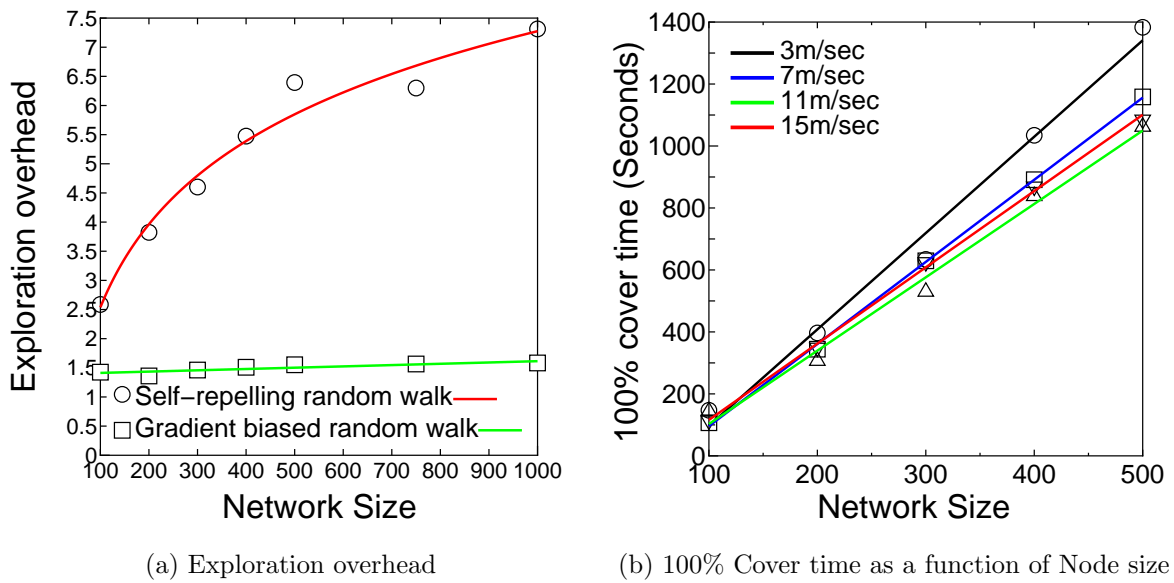 7.5
7
6.5
6
5.5
5
4.5
4
3.5
3
2.5
2
1.5
1
0.5
0
Exploration overhead
Self-repelling random walk
Gradient biased random walk
100 200 300 400 500 600 700 800 900 1000
Network Size
(a) Exploration overhead
1400
1200
1000
800
600
400
200
0
100% cover time (Seconds)
3m/sec
7m/sec
11m/sec
15m/sec
100 200 300 400 500
Network Size
(b) 100% Cover time as a function of Node size